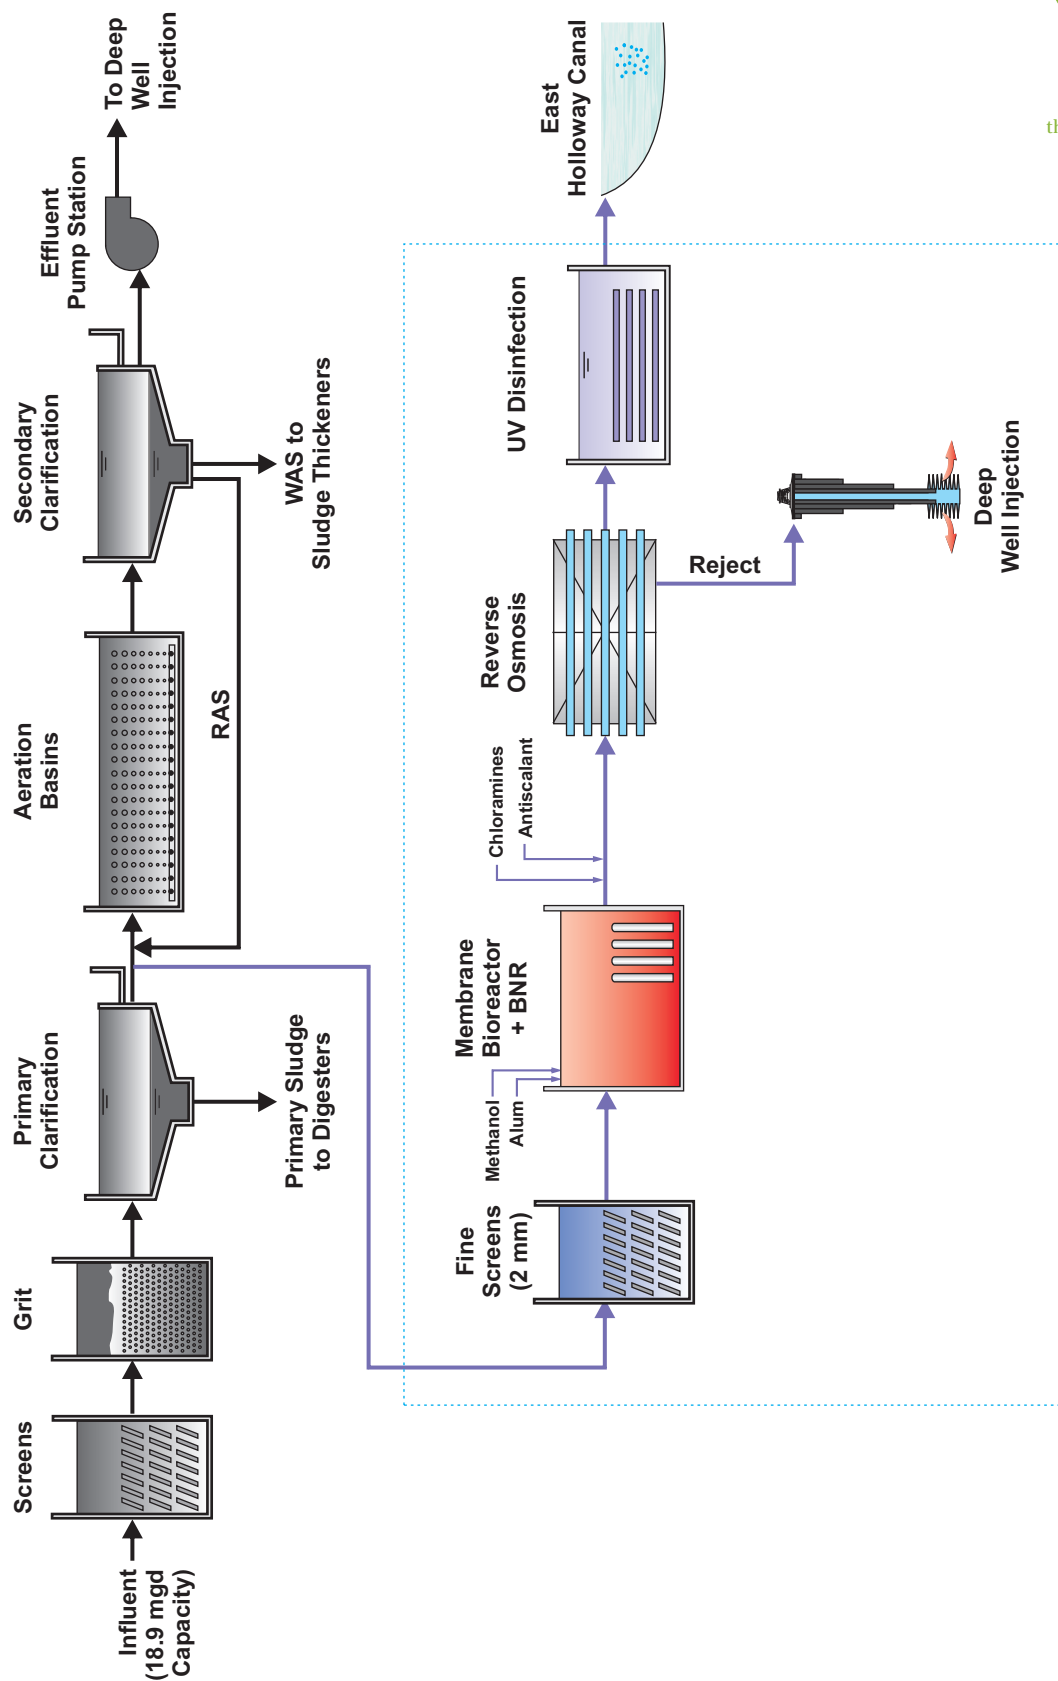 Influent
(18.9 mgd
Capacity)
Screens
Grit
Primary
Clarification
Primary Sludge
to Digesters
Aeration
Basins
RAS
Secondary
Clarification
WAS to
Sludge Thickeners
Effluent
Pump Station
To Deep
Well
Injection
Fine
Screens
(2 mm)
Methanol
Alum
Membrane
Bioreactor
+ BNR
Chloramines
Antiscalant
Reverse
Osmosis
Reject
Deep
Well Injection
UV Disinfection
East
Holloway Canal
th